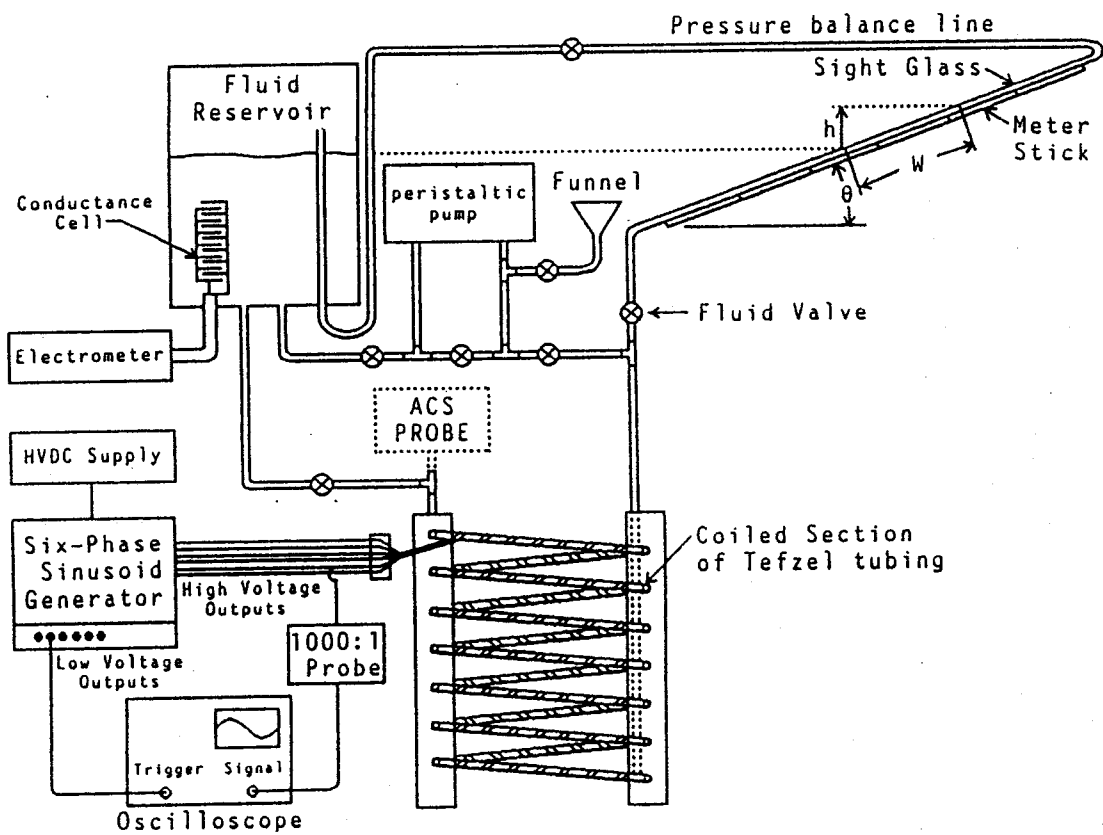 Pressure balance line
Sight Glass
Fluid
Reservoir
h
Meter
Stick
W
θ
peristaltic
pump
Funnel
Conductance
Cell
Fluid Valve
Electrometer
ACS
PROBE
HVDC Supply
Six-Phase
Sinusoid
Generator
High Voltage
Outputs
Coiled Section
of Tefzel tubing
1000:1
Probe
Low Voltage
Outputs
Trigger
Signal
Oscilloscope